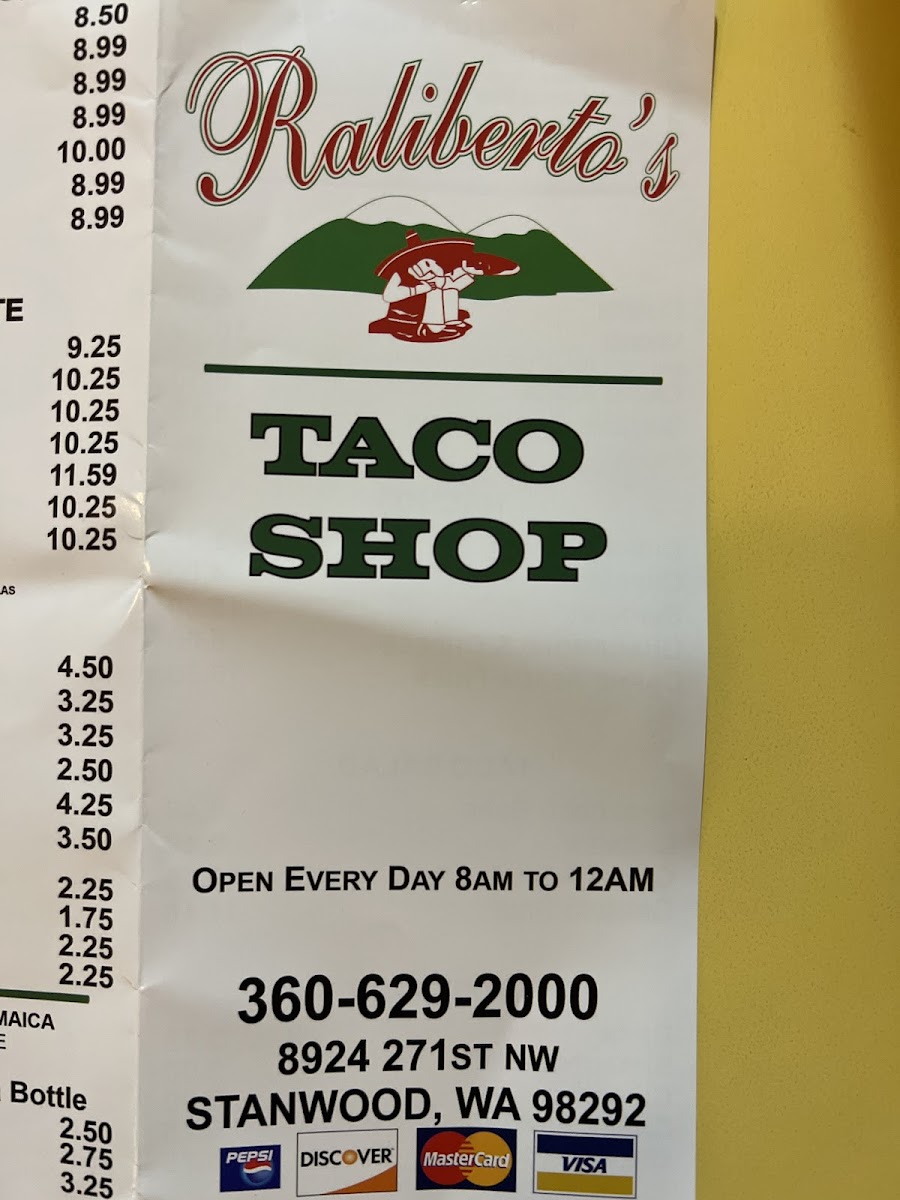 8.50
8.99
8.99
8.99
10.00
8.99
8.99
TE
9.25
10.25
10.25
10.25
11.59
10.25
10.25
LAS
4.50
3.25
3.25
2.50
4.25
3.50
2.25
1.75
2.25
2.25
MAICA
E
Bottle
2.50
2.75
3.25
Raliberto's
TACO
SHOP
OPEN EVERY DAY 8AM TO 12AM
360-629-2000
8924 271ST NW
STANWOOD, WA 98292
PEPSI DISCOVER MasterCard VISA